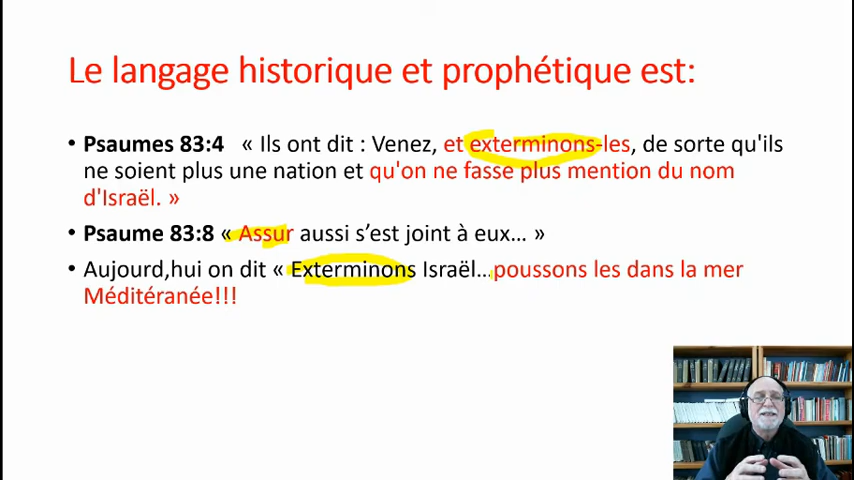 Le langage historique et prophétique est:
• Psaumes 83:4 « Ils ont dit : Venez, et exterminons-les, de sorte qu'ils
ne soient plus une nation et qu'on ne fasse plus mention du nom
d'Israël. »
• Psaume 83:8 « Assur aussi s’est joint à eux… »
• Aujourd,hui on dit « Exterminons Israël…poussons les dans la mer
Méditéranée!!!